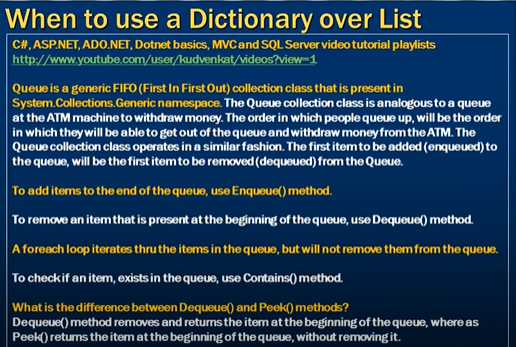 When to use a Dictionary over List
C#, ASP.NET, ADO.NET, Dotnet basics, MVC and SQL Server video tutorial playlists
http://www.youtube.com/user/kudvenkat/videos?view=1
Queue is a generic FIFO (First In First Out) collection class that is present in
System.Collections.Generic namespace. The Queue collection class is analogous to a queue
at the ATM machine to withdraw money. The order in which people queue up, will be the order
in which they will be able to get out of the queue and withdraw money from the ATM. The
Queue collection class operates in a similar fashion. The first item to be added (enqueued) to
the queue, will be the first item to be removed (dequeued) from the Queue.
To add items to the end of the queue, use Enqueue() method.
To remove an item that is present at the beginning of the queue, use Dequeue() method.
A foreach loop iterates thru the items in the queue, but will not remove them from the queue.
To check if an item, exists in the queue, use Contains() method.
What is the difference between Dequeue() and Peek() methods?
Dequeue() method removes and returns the item at the beginning of the queue, where as
Peek() returns the item at the beginning of the queue, without removing it.